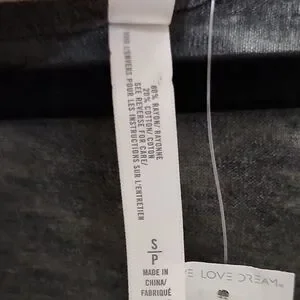 80% RAYON/ RAYONNE
20% COTTON/ COTON
SEE REVERSE FOR CARE/
VOIR L'ENVERS POUR LES INSTRUCTIONS SUR L'ENTRETIEN
S/
P
MADE IN
CHINA/
FABRIQUÉ
LOVE DREAM